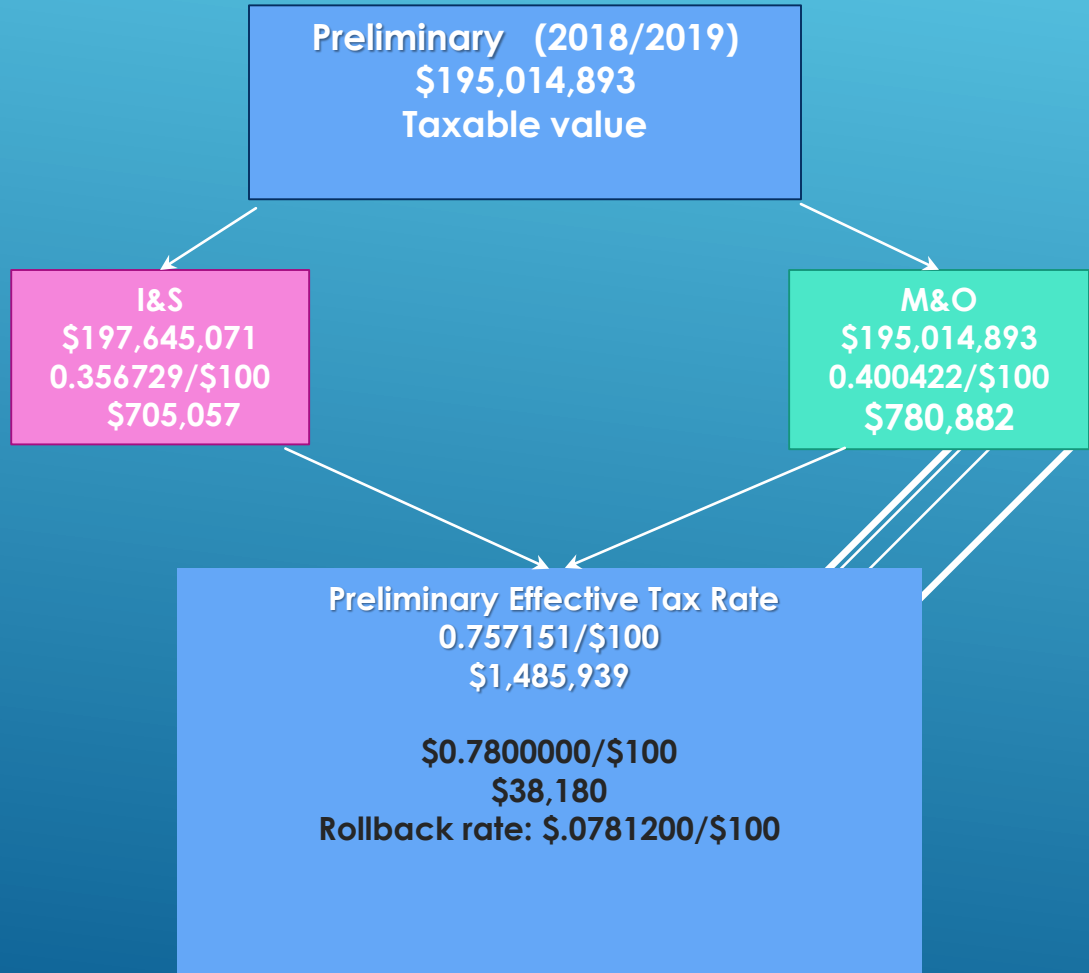 Preliminary (2018/2019)
$195,014,893
Taxable value
I&S
$197,645,071
0.356729/$100
$705,057
M&O
$195,014,893
0.400422/$100
$780,882
Preliminary Effective Tax Rate
0.757151/$100
$1,485,939
$0.7800000/$100
$38,180
Rollback rate: $.0781200/$100